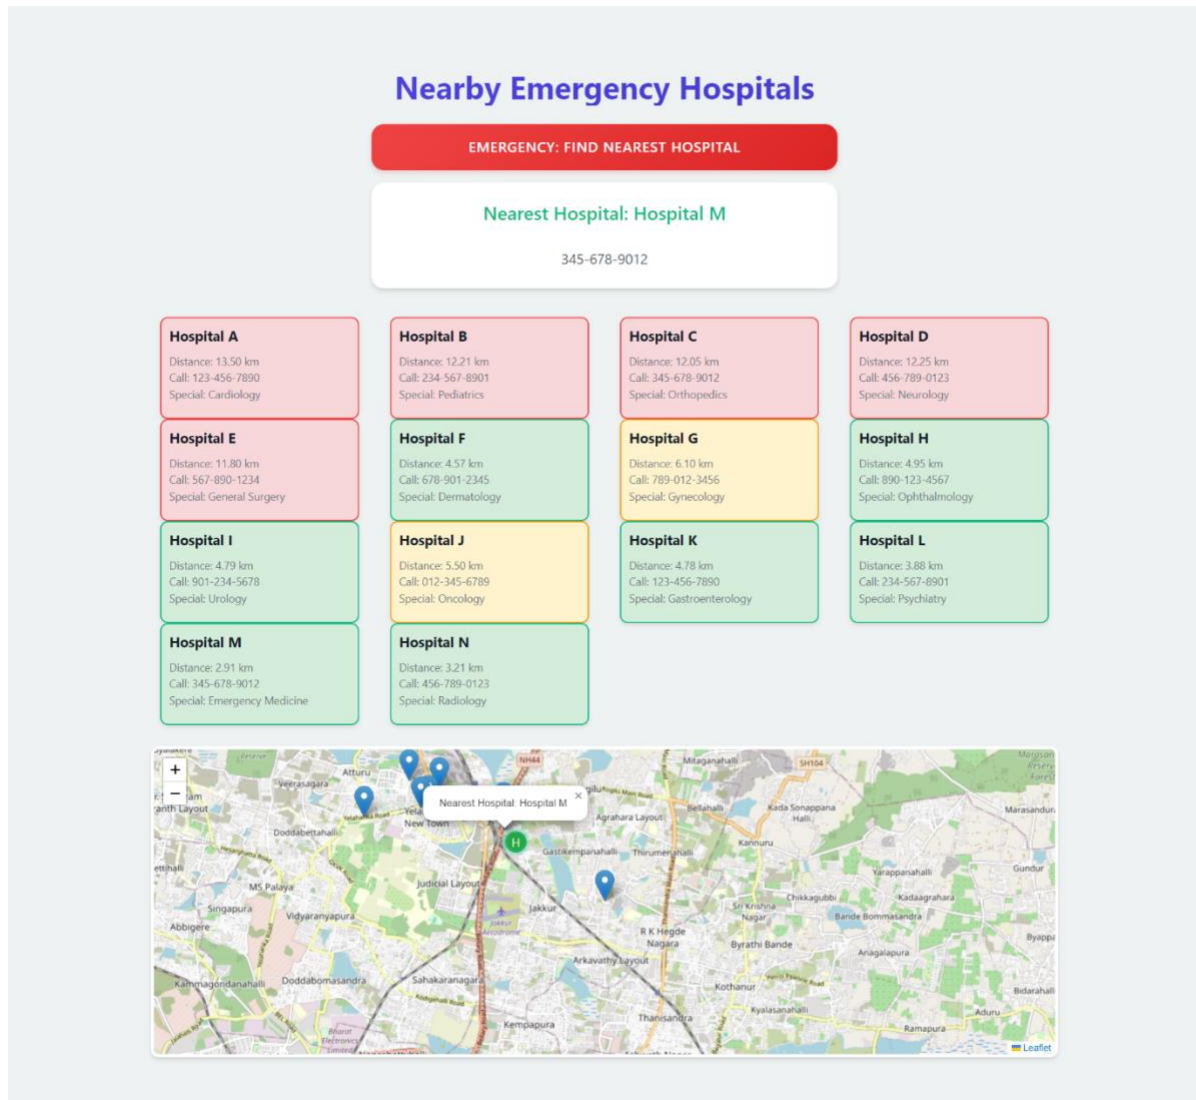 Nearby Emergency Hospitals
EMERGENCY: FIND NEAREST HOSPITAL
Nearest Hospital: Hospital M
345-678-9012
Hospital A
Distance: 13.50 km
Call: 123-456-7890
Special: Cardiology
Hospital B
Distance: 12.21 km
Call: 234-567-8901
Special: Pediatrics
Hospital C
Distance: 12.05 km
Call: 345-678-9012
Special: Orthopedics
Hospital D
Distance: 12.25 km
Call: 456-789-0123
Special: Neurology
Hospital E
Distance: 11.80 km
Call: 567-890-1234
Special: General Surgery
Hospital F
Distance: 4.57 km
Call: 678-901-2345
Special: Dermatology
Hospital G
Distance: 6.10 km
Call: 789-012-3456
Special: Gynecology
Hospital H
Distance: 4.95 km
Call: 890-123-4567
Special: Ophthalmology
Hospital I
Distance: 4.79 km
Call: 901-234-5678
Special: Urology
Hospital J
Distance: 5.50 km
Call: 012-345-6789
Special: Oncology
Hospital K
Distance: 4.78 km
Call: 123-456-7890
Special: Gastroenterology
Hospital L
Distance: 3.88 km
Call: 234-567-8901
Special: Psychiatry
Hospital M
Distance: 2.91 km
Call: 345-678-9012
Special: Emergency Medicine
Hospital N
Distance: 3.21 km
Call: 456-789-0123
Special: Radiology
+
−
Atturu
NH44
Mitaganahalli
SH104
Veerasagara
Nearest Hospital: Hospital M
×
New Town
Agrahara Layout
Bellahalli
Kada Sonappana
Halli
Marasandur
Doddabettahalli
H
Gastikempanahalli
Thirumenahalli
Kannuru
MS Palaya
Judicial Layout
Yarappanahalli
Gundur
Singapura
Vidyaranyapura
Jakkur
Jakkur
Aerodrome
Sri Krishna
Nagar
Chikkagubbi
Kadaagrahara
Abbigere
R K Hegde
Nagara
Byrathi Bande
Bande Bommasandra
Byappa
Anagalapura
Kammagondanahalli
Doddabomasandra
Sahakaranagara
Arkavathy Layout
Kothanur
Bidarahall
Kempapura
Thanisandra
Kyalasanahalli
Aduru
Ramapura
Bharat
Electronics
Limited
Leaflet